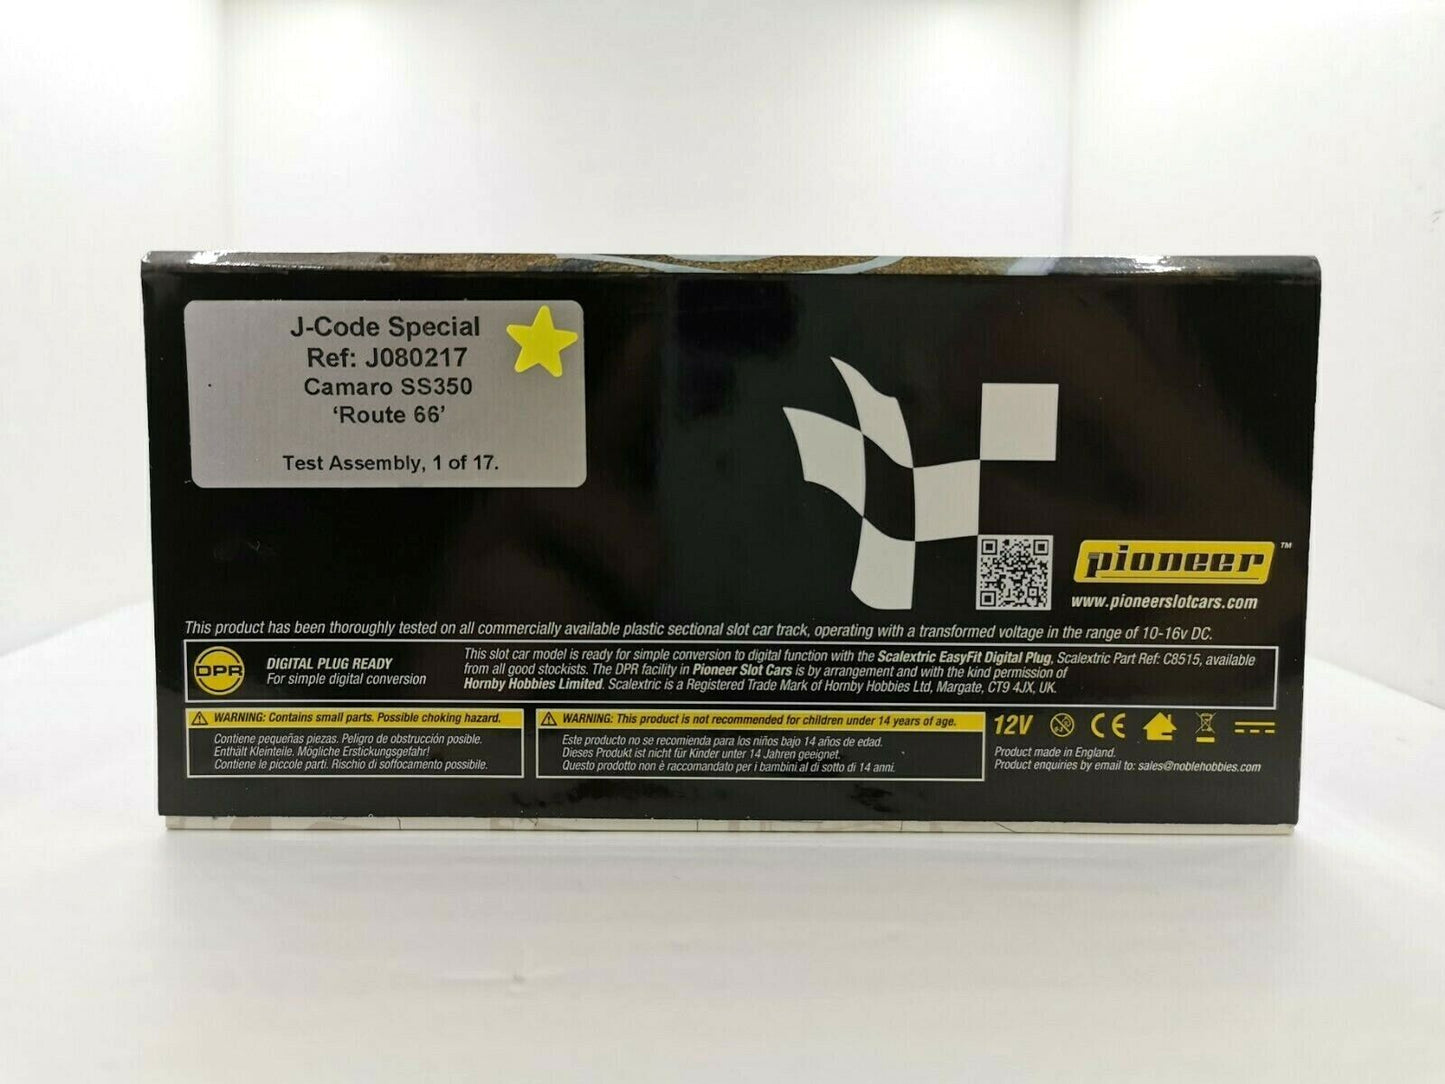 J-Code Special
Ref: J080217
Camaro SS350
‘Route 66’
Test Assembly, 1 of 17.
pioneer ™
www.pioneerslotcars.com
This product has been thoroughly tested on all commercially available plastic sectional slot car track, operating with a transformed voltage in the range of 10-16v DC.
DPR
DIGITAL PLUG READY
For simple digital conversion
This slot car model is ready for simple conversion to digital function with the Scalextric EasyFit Digital Plug, Scalextric Part Ref: C8515, available
from all good stockists. The DPR facility in Pioneer Slot Cars is by arrangement and with the kind permission of
Hornby Hobbies Limited. Scalextric is a Registered Trade Mark of Hornby Hobbies Ltd, Margate, CT9 4JX, UK.
WARNING: Contains small parts. Possible choking hazard.
Contiene pequeñas piezas. Peligro de obstrucción posible.
Enthält Kleinteile. Mögliche Erstickungsgefahr!
Contiene le piccole parti. Rischio di soffocamento possibile.
WARNING: This product is not recommended for children under 14 years of age.
Este producto no se recomienda para los niños bajo 14 años de edad.
Dieses Produkt ist nicht für Kinder unter 14 Jahren geeignet.
Questo prodotto non è raccomandato per i bambini al di sotto di 14 anni.
12V CE
Product made in England.
Product enquiries by email to: sales@noblehobbies.com